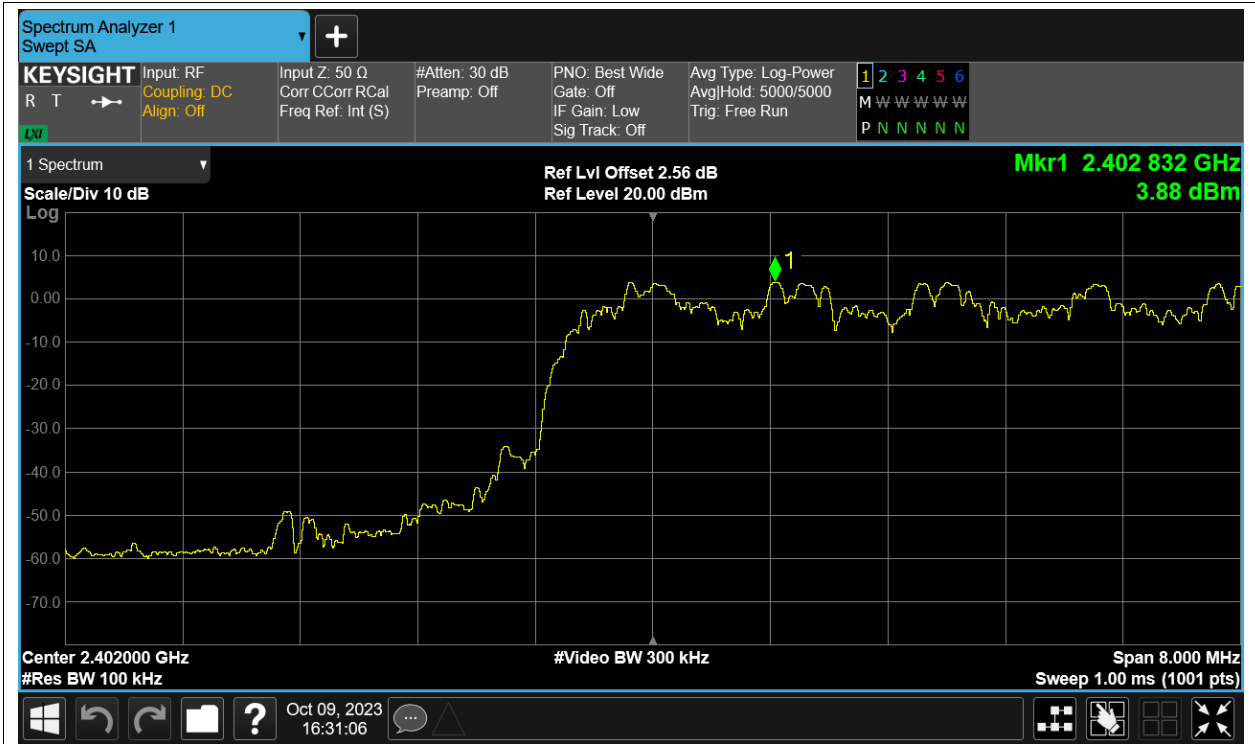 Spectrum Analyzer 1
Swept SA
KEYSIGHT
R T
LXI
Input: RF
Coupling: DC
Align: Off
Input Z: 50 Ω
Corr CCorr RCal
Freq Ref: Int (S)
#Atten: 30 dB
Preamp: Off
PNO: Best Wide
Gate: Off
IF Gain: Low
Sig Track: Off
Avg Type: Log-Power
Avg|Hold: 5000/5000
Trig: Free Run
1 2 3 4 5 6
M W W W W W
P N N N N N
1 Spectrum
Scale/Div 10 dB
Log
Ref Lvl Offset 2.56 dB
Ref Level 20.00 dBm
Mkr1 2.402 832 GHz
3.88 dBm
1
10.0
0.00
-10.0
-20.0
-30.0
-40.0
-50.0
-60.0
-70.0
Center 2.402000 GHz
#Res BW 100 kHz
#Video BW 300 kHz
Span 8.000 MHz
Sweep 1.00 ms (1001 pts)
?
Oct 09, 2023
16:31:06